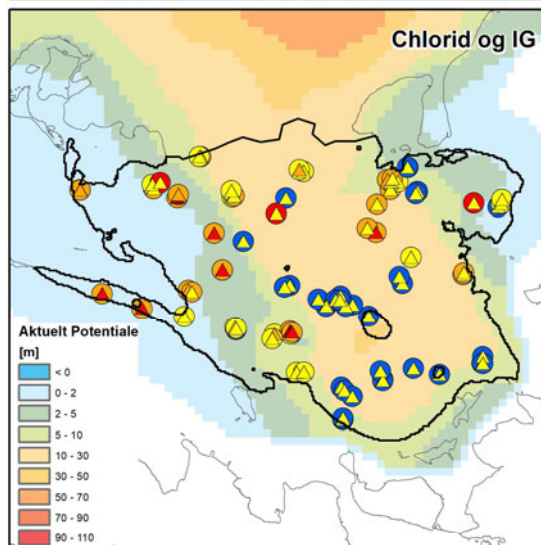 Chlorid og IG
Aktuelt Potentiale
[m]
< 0
0 - 2
2 - 5
5 - 10
10 - 30
30 - 50
50 - 70
70 - 90
90 - 110